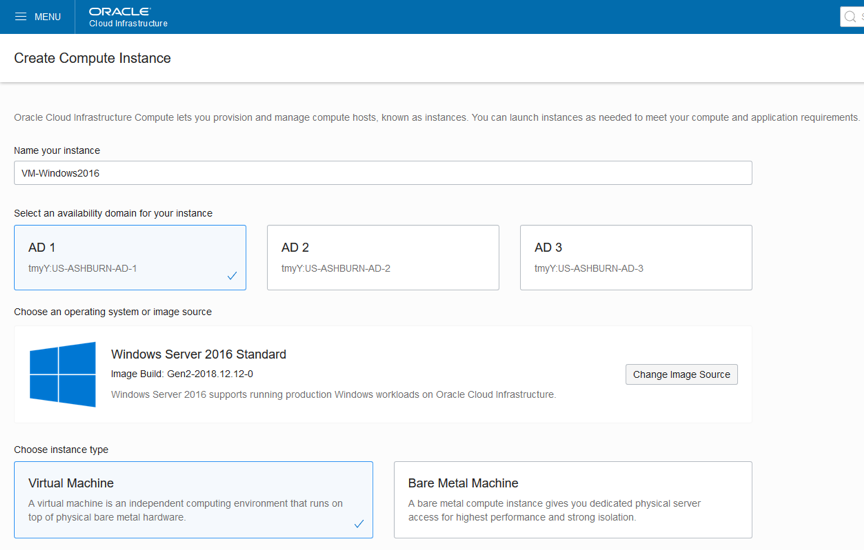 MENU
ORACLE
Cloud Infrastructure
Create Compute Instance
Oracle Cloud Infrastructure Compute lets you provision and manage compute hosts, known as instances. You can launch instances as needed to meet your compute and application requirements.
Name your instance
VM-Windows2016
Select an availability domain for your instance
AD 1
tmyY:US-ASHBURN-AD-1
AD 2
tmyY:US-ASHBURN-AD-2
AD 3
tmyY:US-ASHBURN-AD-3
Choose an operating system or image source
Windows Server 2016 Standard
Image Build: Gen2-2018.12.12-0
Windows Server 2016 supports running production Windows workloads on Oracle Cloud Infrastructure.
Change Image Source
Choose instance type
Virtual Machine
A virtual machine is an independent computing environment that runs on
top of physical bare metal hardware.
Bare Metal Machine
A bare metal compute instance gives you dedicated physical server
access for highest performance and strong isolation.